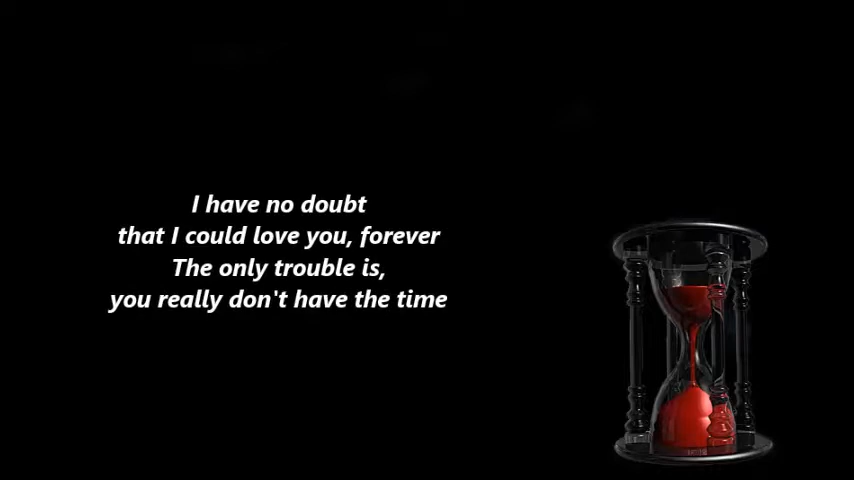 I have no doubt
that I could love you, forever
The only trouble is,
you really don't have the time